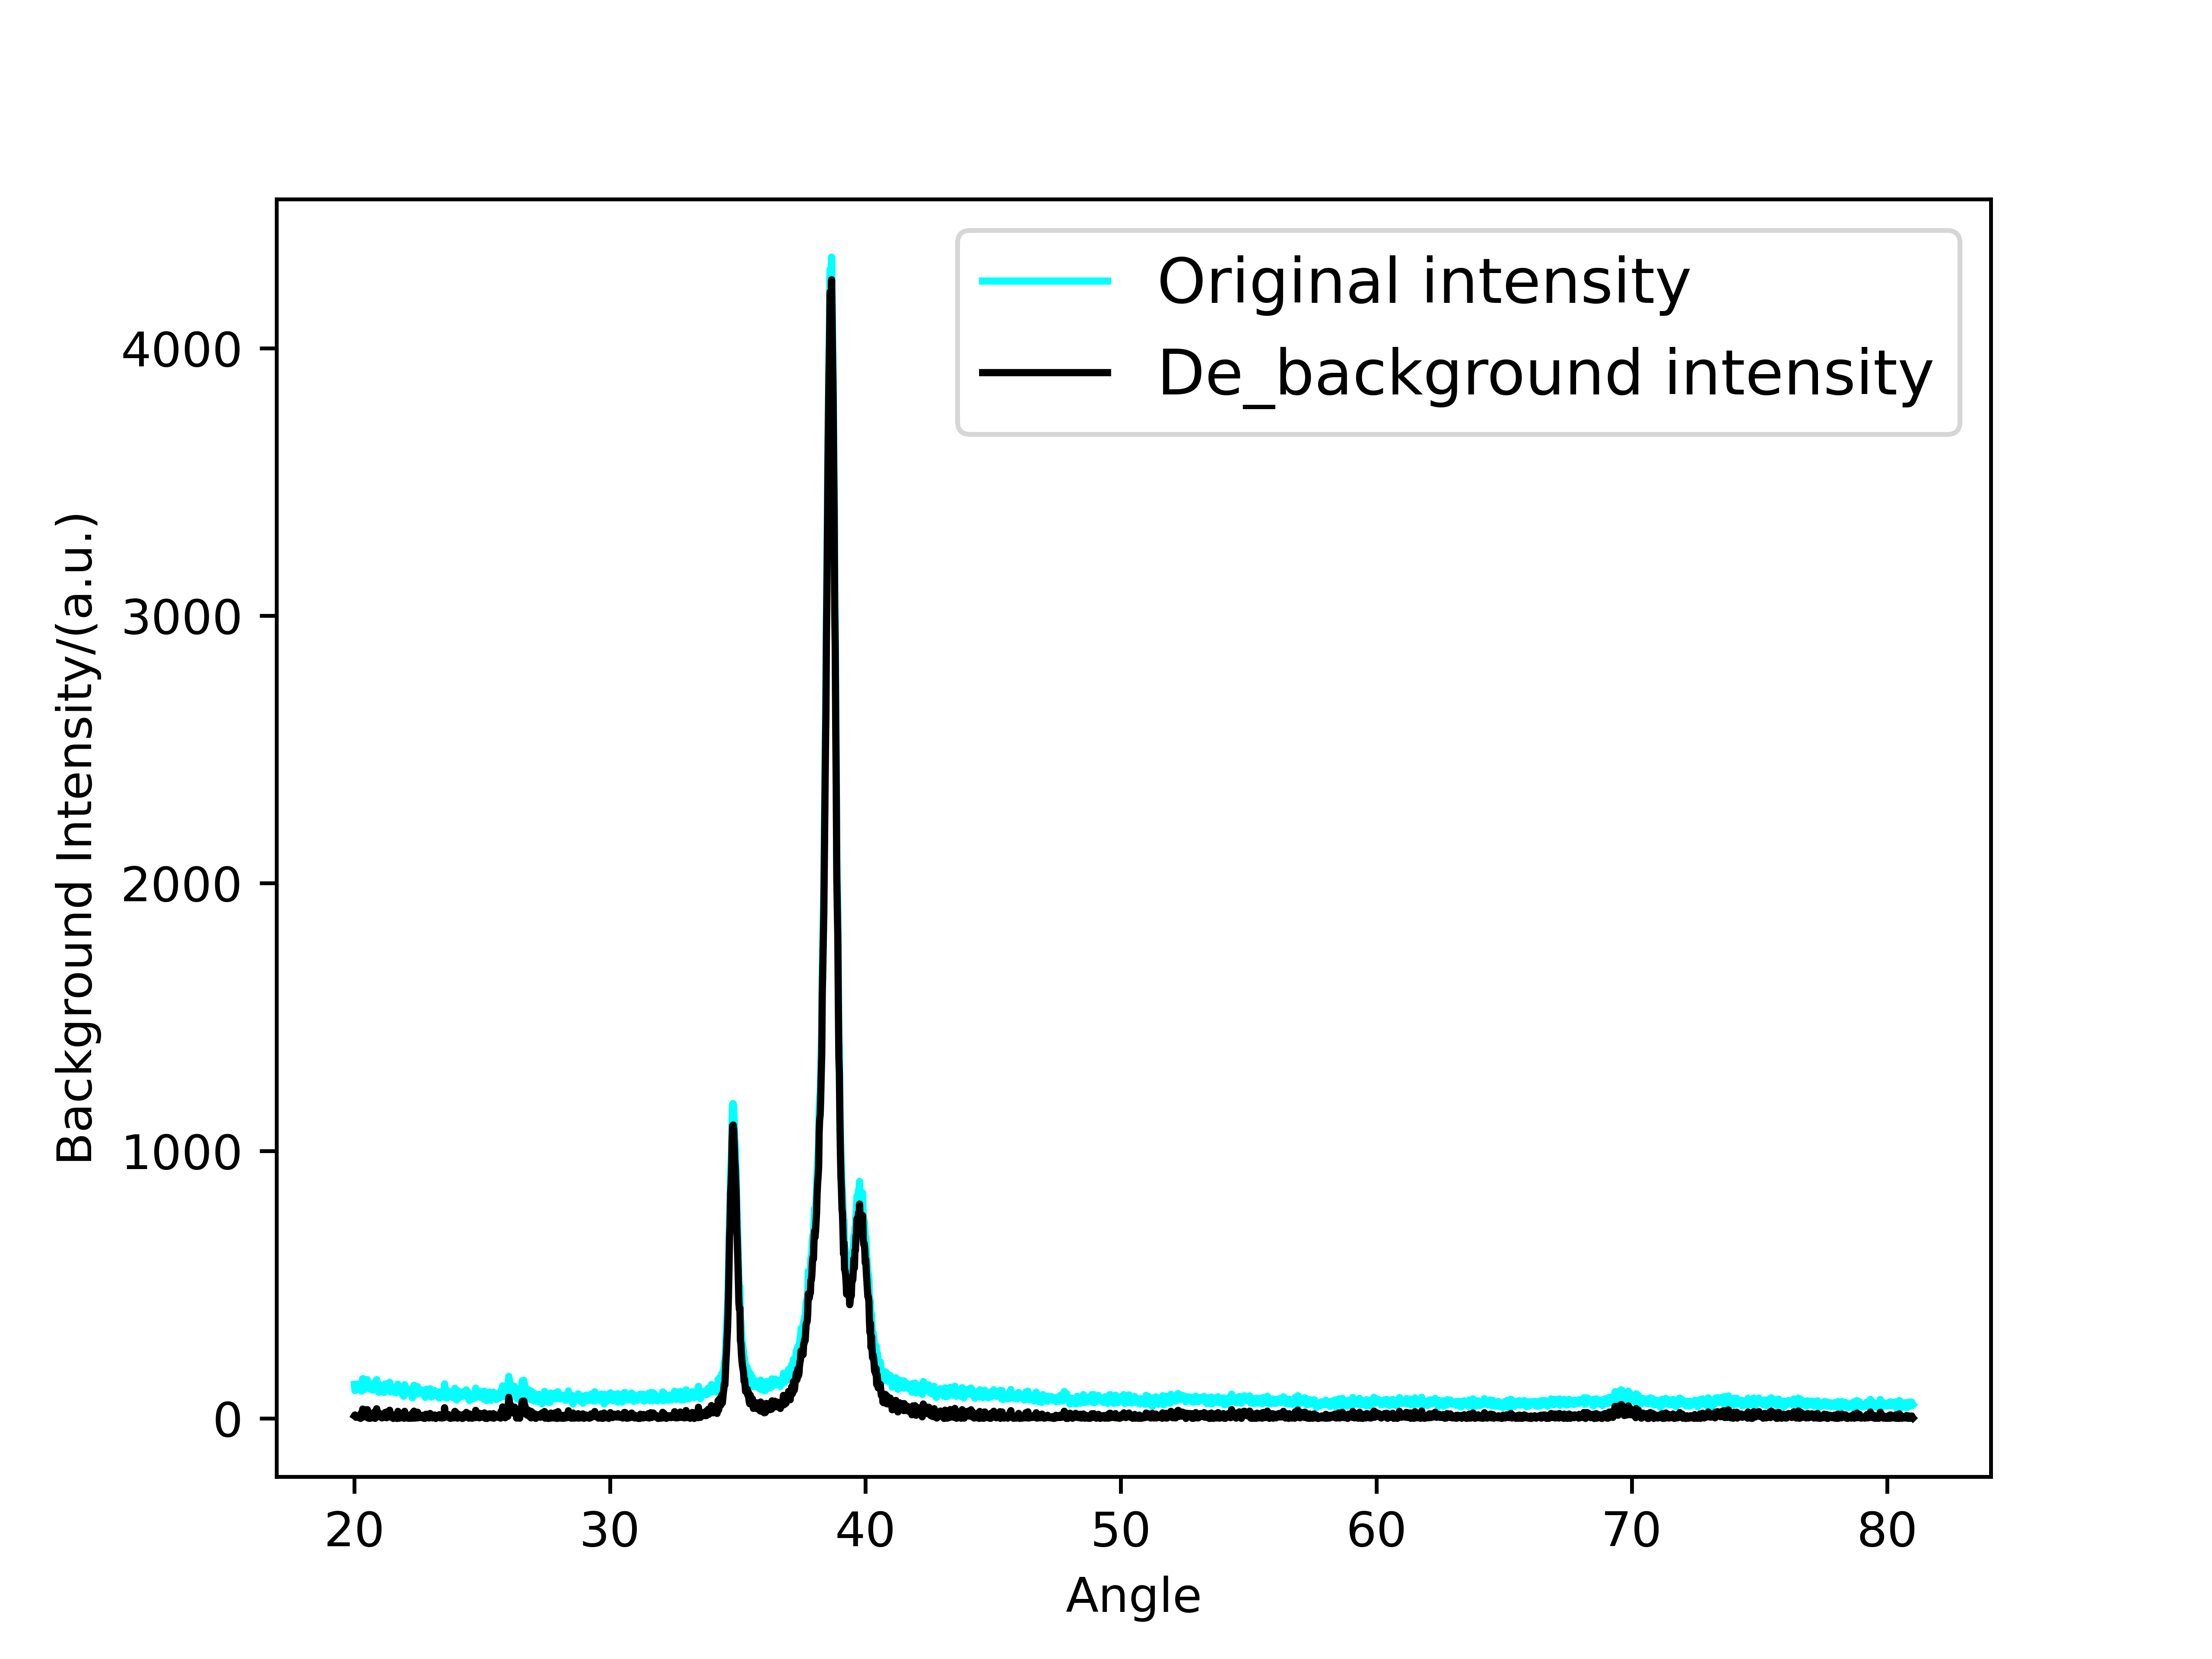 Original intensity
De_background intensity
4000
3000
2000
1000
0
Background Intensity/(a.u.)
20 30 40 50 60 70 80
Angle